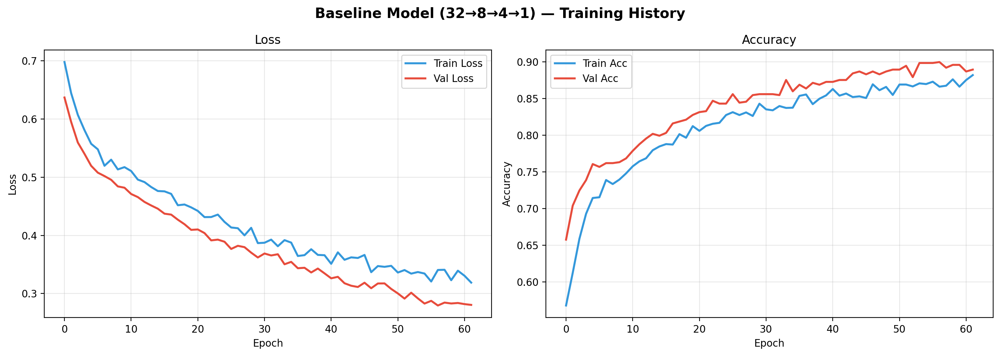 Baseline Model (32→8→4→1) — Training History
Loss
Train Loss
Val Loss
0.7
0.6
0.5
0.4
0.3
Loss
0 10 20 30 40 50 60
Epoch
Accuracy
Train Acc
Val Acc
0.90
0.85
0.80
0.75
0.70
0.65
0.60
Accuracy
0 10 20 30 40 50 60
Epoch